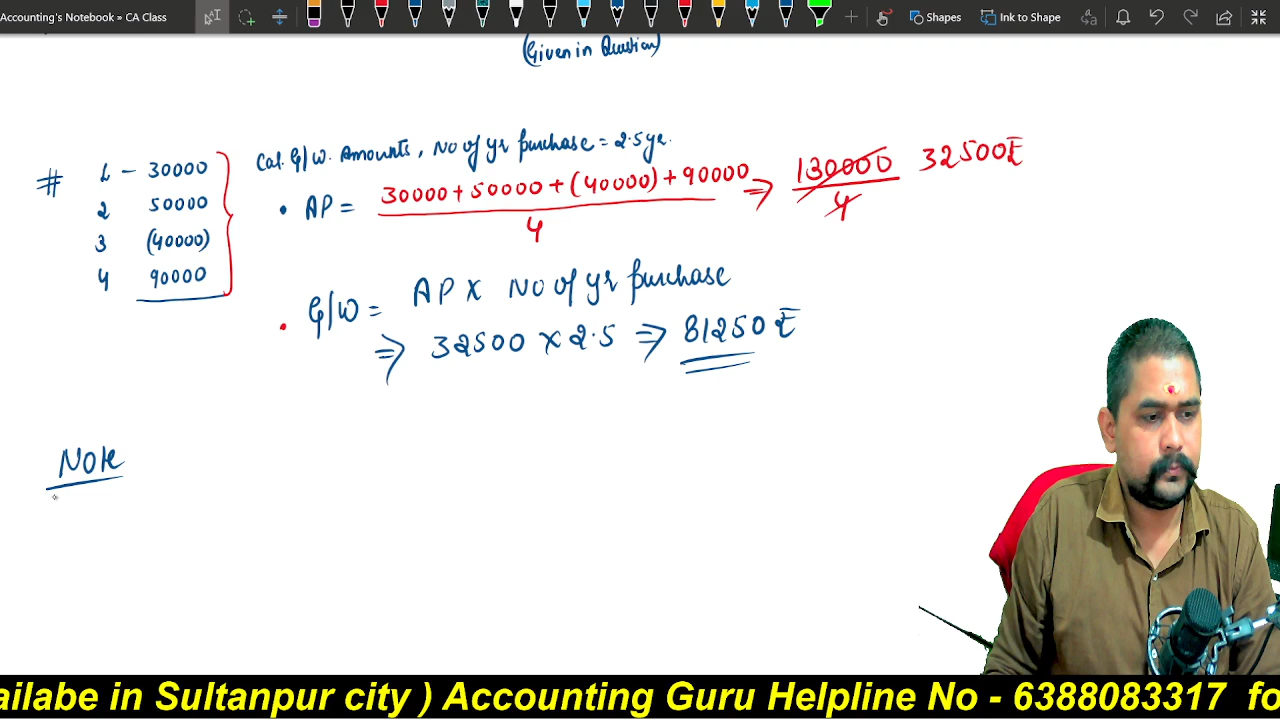 Accounting's Notebook » CA Class
Shapes
Ink to Shape
(Given in Question)
# 1 - 30000
2 50000
3 (40000)
4 90000
Cal. G/W. Amounts, No of yr purchase = 2.5 yr.
• AP = 30000 + 50000 + (40000) + 90000 / 4 ⇒ 130000 / 4 32500₹
• G/W = AP X No of yr purchase
⇒ 32500 x 2.5 ⇒ 81250₹
Note
ailabe in Sultanpur city ) Accounting Guru Helpline No - 6388083317 fo